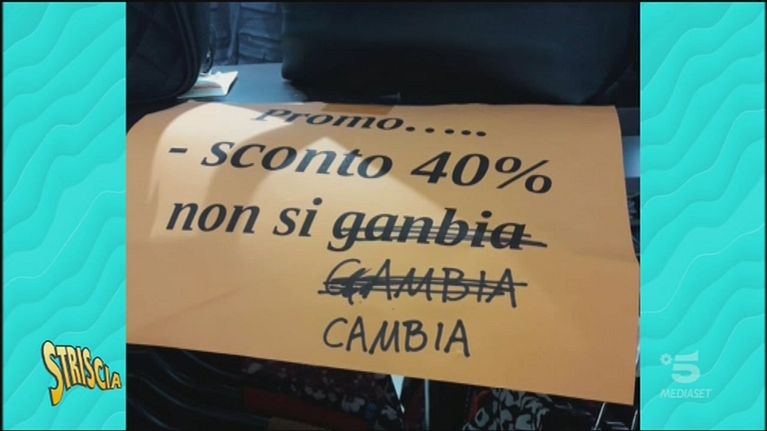 Promo.....
- sconto 40%
non si ganbia
GAMBIA
CAMBIA
STRISCIA
5
MEDIASET